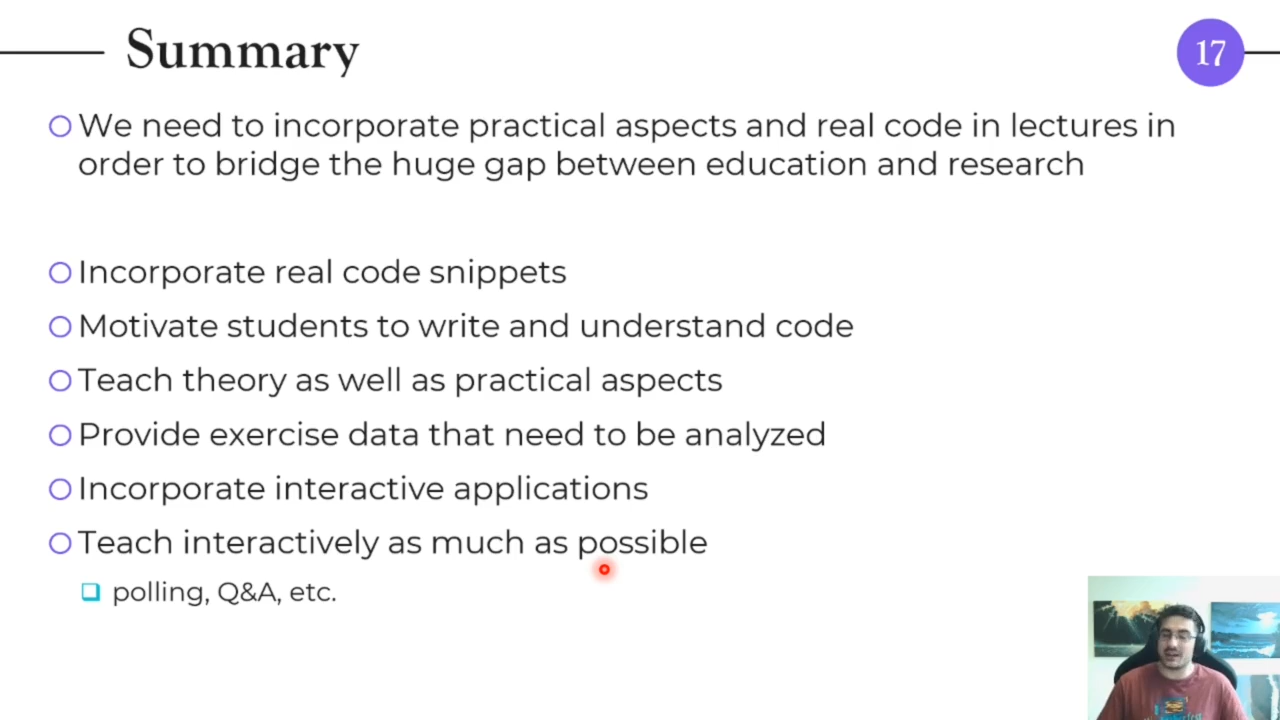 Summary
17
We need to incorporate practical aspects and real code in lectures in
order to bridge the huge gap between education and research
Incorporate real code snippets
Motivate students to write and understand code
Teach theory as well as practical aspects
Provide exercise data that need to be analyzed
Incorporate interactive applications
Teach interactively as much as possible
polling, Q&A, etc.